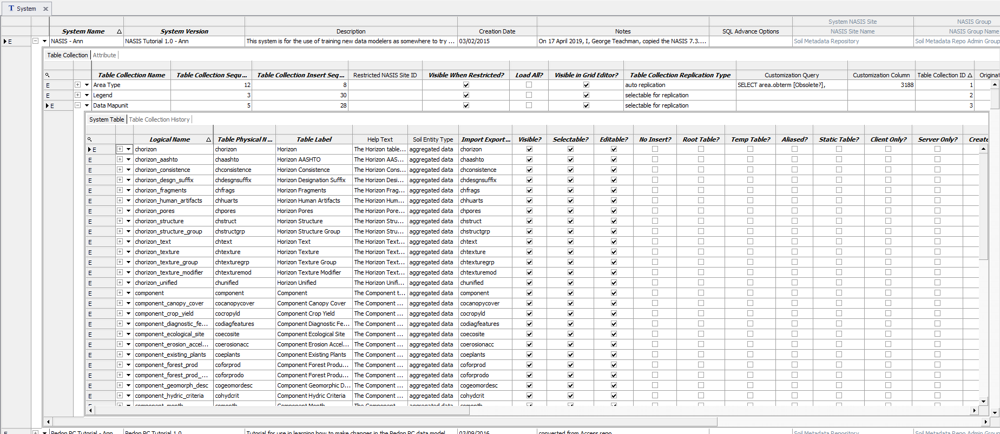 T System x
System NASIS Site NASIS Group
System Name System Version Description Creation Date Notes SQL Advance Options NASIS Site Name NASIS Group Name
E NASIS - Ann NASIS Tutorial 1.0 - Ann This system is for the use of training new data modelers as somewhere to try ... 03/02/2015 On 17 April 2019, I, George Teachman, copied the NASIS 7.3.... Soil Metadata Repository Soil Metadata Repo Admin Group
Table Collection Attribute
Table Collection Name Table Collection Sequ ... Table Collection Insert Seq ... Restricted NASIS Site ID Visible When Restricted? Load All? Visible in Grid Editor? Table Collection Replication Type Customization Query Customization Column Table Collection ID Originat
E Area Type 12 8 auto replication SELECT area.obterm [Obsolete?], 3188 1
E Legend 3 30 selectable for replication 2
E Data Mapunit 5 28 selectable for replication 3
System Table Table Collection History
Logical Name Table Physical N ... Table Label Help Text Soil Entity Type Import Export ... Visible? Selectable? Editable? No Insert? Root Table? Temp Table? Aliased? Static Table? Client Only? Server Only? Create
E chorizon chorizon Horizon The Horizon table... aggregated data chorizon
E chorizon_aashto chaashto Horizon AASHTO The Horizon AAS... aggregated data chaashto
E chorizon_consistence chconsistence Horizon Consistence The Horizon Cons... aggregated data chconsistence
E chorizon_desgn_suffix chdesgnsuffix Horizon Designation Suffix The Horizon Desi... aggregated data chdesgnsuffix
E chorizon_fragments chfrags Horizon Fragments The Horizon Frag... aggregated data chfrags
E chorizon_human_artifacts chhuarts Horizon Human Artifacts The Horizon Hum... aggregated data chhuarts
E chorizon_pores chpores Horizon Pores The Horizon Pore... aggregated data chpores
E chorizon_structure chstruct Horizon Structure The Horizon Stru... aggregated data chstruct
E chorizon_structure_group chstructgrp Horizon Structure Group The Horizon Stru... aggregated data chstructgrp
E chorizon_text chtext Horizon Text The Horizon Text... aggregated data chtext
E chorizon_texture chtexture Horizon Texture The Horizon Text... aggregated data chtexture
E chorizon_texture_group chtexturegrp Horizon Texture Group The Horizon Text... aggregated data chtexturegrp
E chorizon_texture_modifier chtexturemod Horizon Texture Modifier The Horizon Text... aggregated data chtexturemod
E chorizon_unified chunified Horizon Unified The Horizon Unifi... aggregated data chunified
E component component Component The Component t... aggregated data component
E component_canopy_cover cocanopycover Component Canopy Cover The Component ... aggregated data cocanopycover
E component_crop_yield cocropyld Component Crop Yield The Component ... aggregated data cocropyld
E component_diagnostic_fe... codiagfeatures Component Diagnostic Fe... The Component ... aggregated data codiagfeatures
E component_ecological_site coecosite Component Ecological Site The Component ... aggregated data coecosite
E component_erosion_accel... coerosionacc Component Erosion Accel... The Component ... aggregated data coerosionacc
E component_existing_plants coeplants Component Existing Plants The Component ... aggregated data coeplants
E component_forest_prod coforprod Component Forest Produ... The Component ... aggregated data coforprod
E component_forest_prod_... coforprodo Component Forest Produ... The Component ... aggregated data coforprodo
E component_geomorph_desc cogeomordesc Component Geomorphic D... The Component ... aggregated data cogeomordesc
E component_hydric_criteria cohydcrit Component Hydric Criteria The Component ... aggregated data cohydcrit
E component_month comonth Component Month The Component ... aggregated data comonth
E Pedon PC Tutorial - Ann Pedon PC Tutorial 1.0 Tutorial for use in learning how to make changes in the Pedon PC data model 03/09/2016 converted from Access repo Soil Metadata Repository Soil Metadata Repo Admin Group